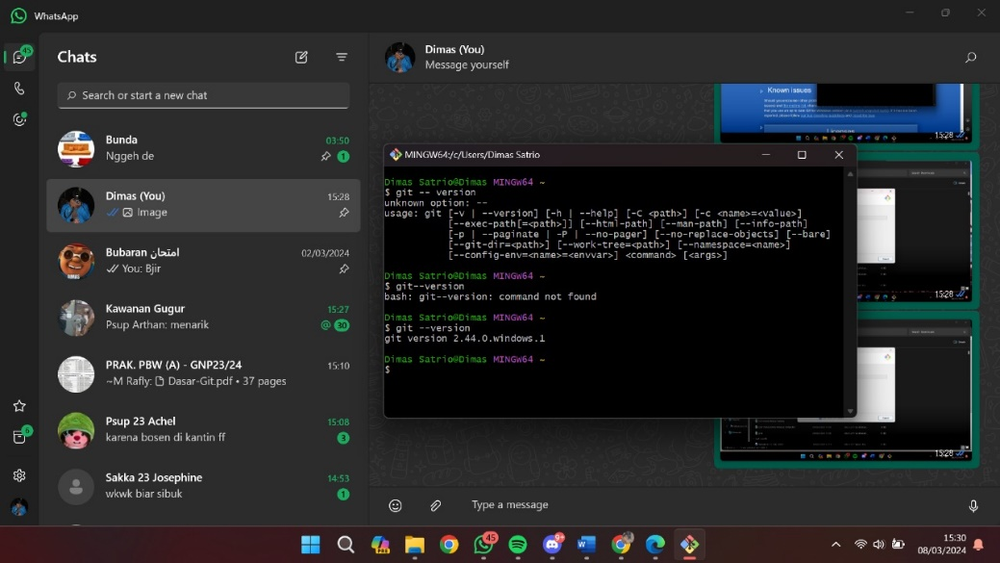 WhatsApp
45
Chats
Search or start a new chat
Bunda
03:50
Nggeh de
1
Dimas (You)
15:28
Image
Bubaran امتحان
02/03/2024
You: Bjir
Kawanan Gugur
15:27
Psup Arthan: menarik
@ 30
PRAK. PBW (A) - GNP23/24
15:10
~M Rafly: Dasar-Git.pdf • 37 pages
Psup 23 Achel
15:08
karena bosen di kantin ff
3
Sakka 23 Josephine
14:53
wkwk biar sibuk
1
Dimas (You)
Message yourself
Known Issues
Licenses
15:28
15:28
15:28
MINGW64:/c/Users/Dimas Satrio
Dimas Satrio@Dimas MINGW64 ~
$ git -- version
unknown option: --
usage: git [-v | --version] [-h | --help] [-C <path>] [-c <name>=<value>]
[--exec-path[=<path>]] [--html-path] [--man-path] [--info-path]
[-p | --paginate | -P | --no-pager] [--no-replace-objects] [--bare]
[--git-dir=<path>] [--work-tree=<path>] [--namespace=<name>]
[--config-env=<name>=<envvar>] <command> [<args>]
Dimas Satrio@Dimas MINGW64 ~
$ git--version
bash: git--version: command not found
Dimas Satrio@Dimas MINGW64 ~
$ git --version
git version 2.44.0.windows.1
Dimas Satrio@Dimas MINGW64 ~
$
Type a message
45
9+
15:30
08/03/2024